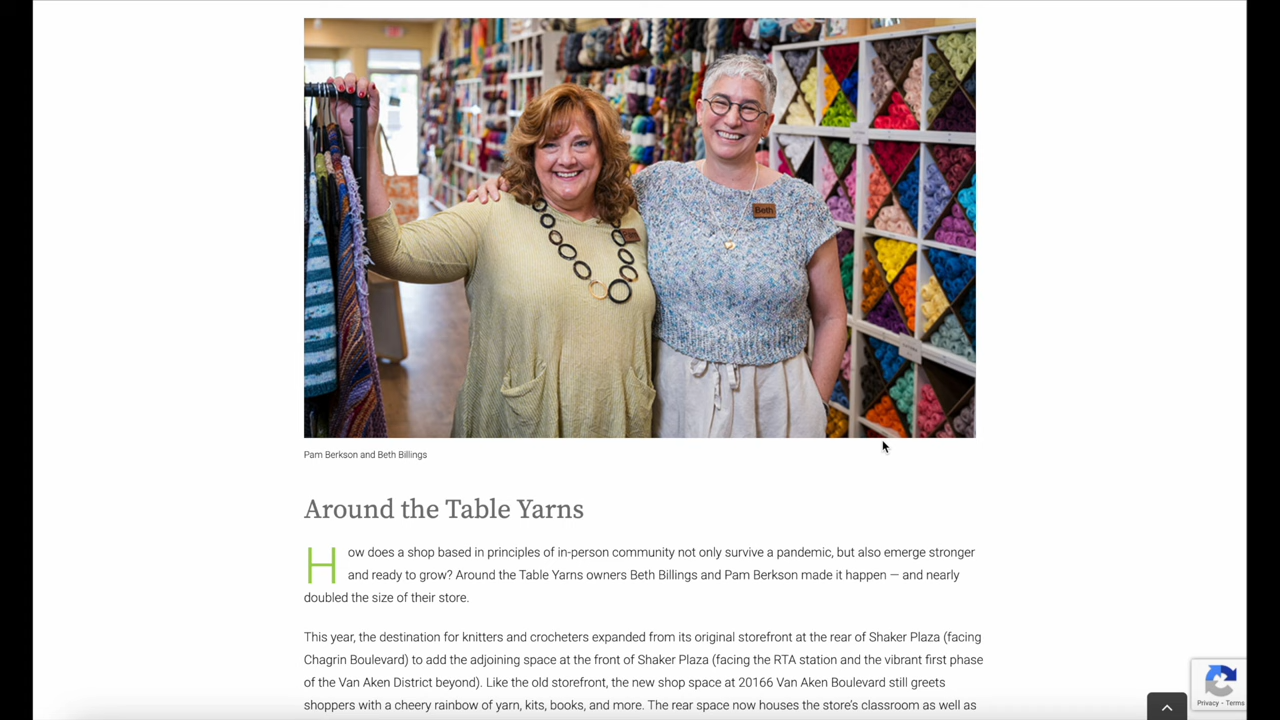 Beth
Pam Berkson and Beth Billings
Around the Table Yarns
How does a shop based in principles of in-person community not only survive a pandemic, but also emerge stronger
and ready to grow? Around the Table Yarns owners Beth Billings and Pam Berkson made it happen — and nearly
doubled the size of their store.
This year, the destination for knitters and crocheters expanded from its original storefront at the rear of Shaker Plaza (facing
Chagrin Boulevard) to add the adjoining space at the front of Shaker Plaza (facing the RTA station and the vibrant first phase
of the Van Aken District beyond). Like the old storefront, the new shop space at 20166 Van Aken Boulevard still greets
shoppers with a cheery rainbow of yarn, kits, books, and more. The rear space now houses the store's classroom as well as
Privacy - Terms